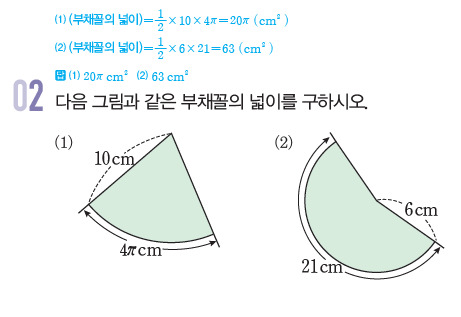 (1) (부채꼴의 넓이)=\frac{1}{2}×10×4π=20π (cm²)
(2) (부채꼴의 넓이)=\frac{1}{2}×6×21=63 (cm²)
답 (1) 20π cm² (2) 63 cm²
02 다음 그림과 같은 부채꼴의 넓이를 구하시오.
(1)
10cm
4πcm
(2)
6cm
21cm